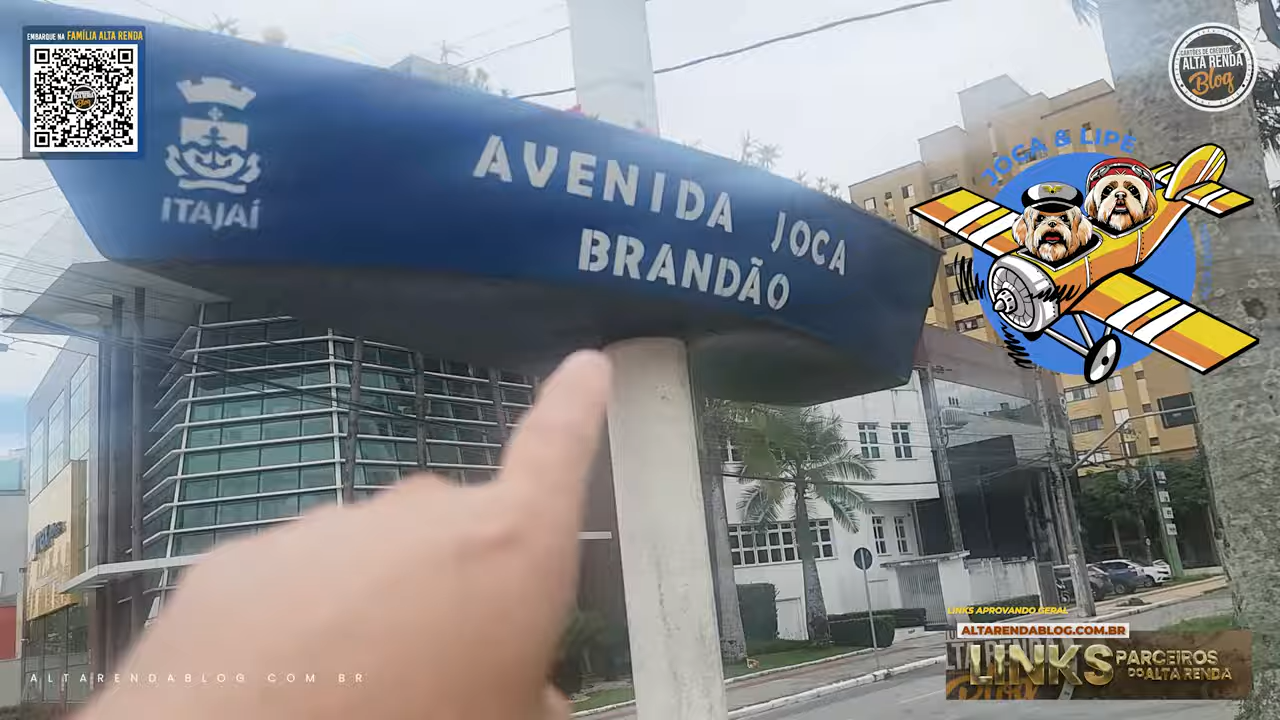 EMBARQUE NA FAMÍLIA ALTA RENDA
CARTÕES DE CRÉDITO
ALTA RENDA
Blog
ITAJAÍ
AVENIDA JOCA
BRANDÃO
JOCA & LIPE
LINKS APROVANDO GERAL
ALTARENDABLOG.COM.BR
LINKS PARCEIROS
DO ALTA RENDA
ALTARENDABLOG.COM.BR